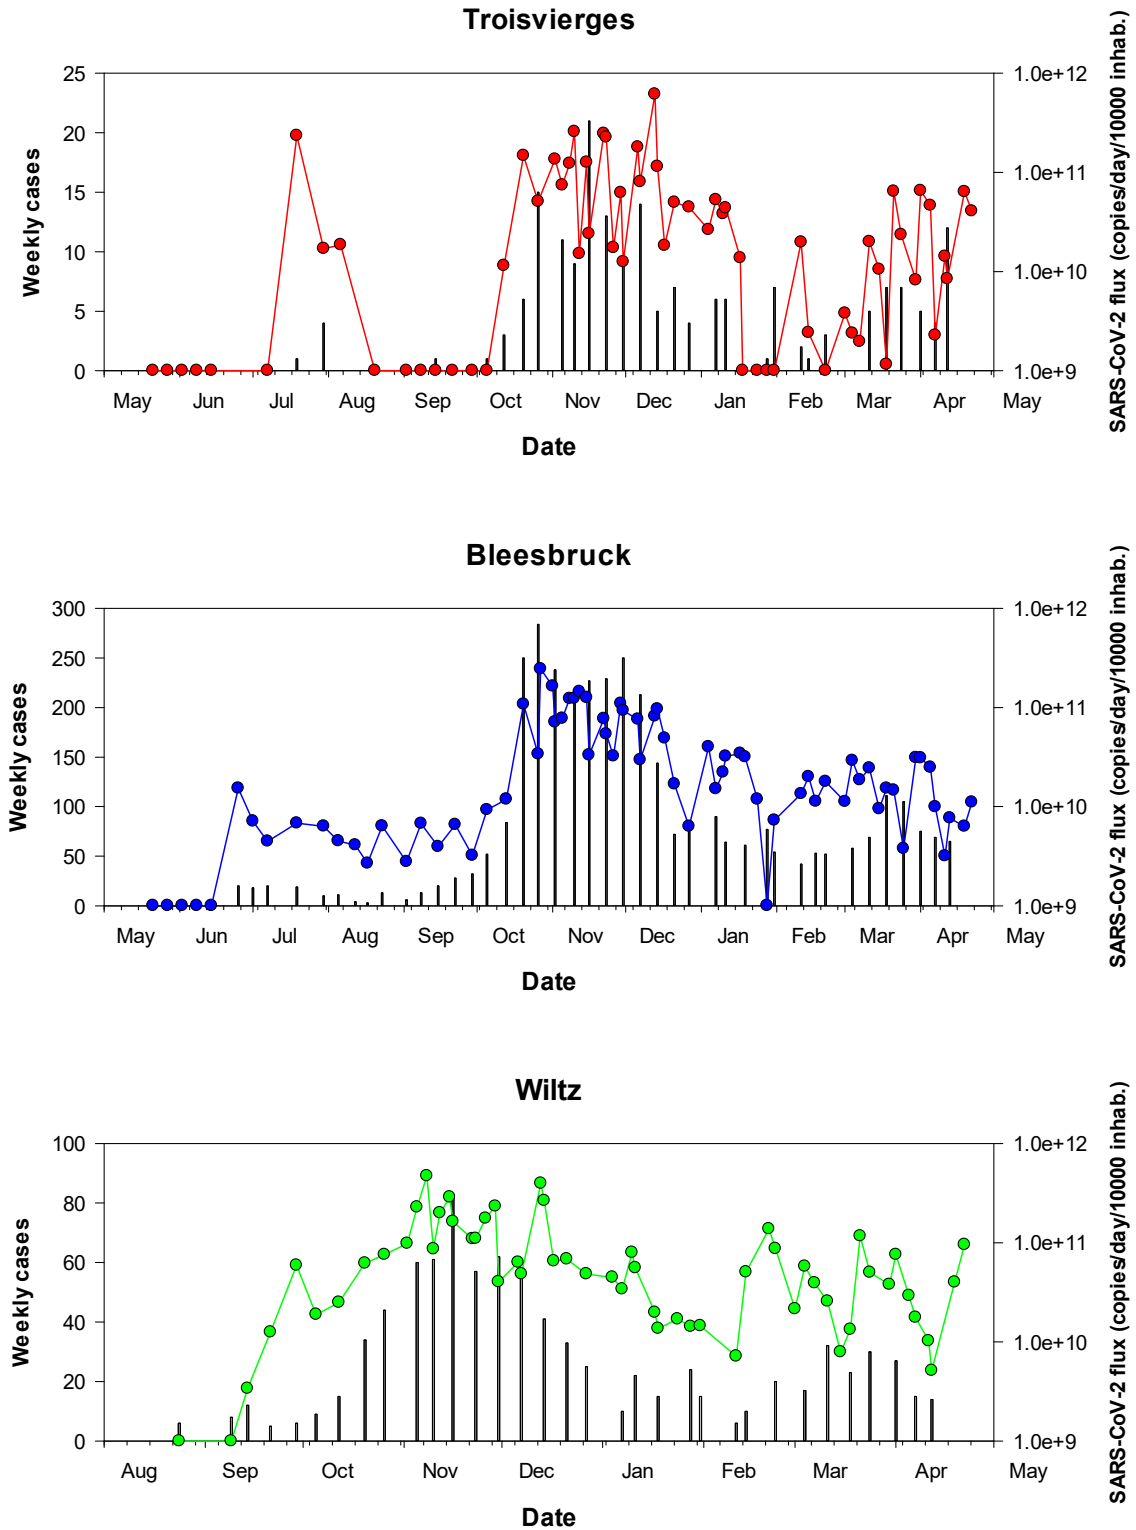 Troisvierges
Weekly cases
25
20
15
10
5
0
1.0e+12
1.0e+11
1.0e+10
1.0e+9
SARS-CoV-2 flux (copies/day/10000 inhab.)
May Jun Jul Aug Sep Oct Nov Dec Jan Feb Mar Apr May
Date
Bleesbruck
Weekly cases
300
250
200
150
100
50
0
1.0e+12
1.0e+11
1.0e+10
1.0e+9
SARS-CoV-2 flux (copies/day/10000 inhab.)
May Jun Jul Aug Sep Oct Nov Dec Jan Feb Mar Apr May
Date
Wiltz
Weekly cases
100
80
60
40
20
0
1.0e+12
1.0e+11
1.0e+10
1.0e+9
SARS-CoV-2 flux (copies/day/10000 inhab.)
Aug Sep Oct Nov Dec Jan Feb Mar Apr May
Date